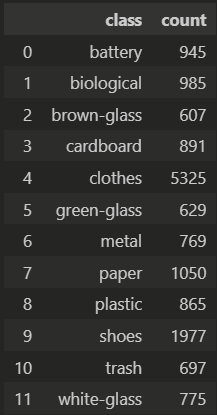 class count
0 battery 945
1 biological 985
2 brown-glass 607
3 cardboard 891
4 clothes 5325
5 green-glass 629
6 metal 769
7 paper 1050
8 plastic 865
9 shoes 1977
10 trash 697
11 white-glass 775